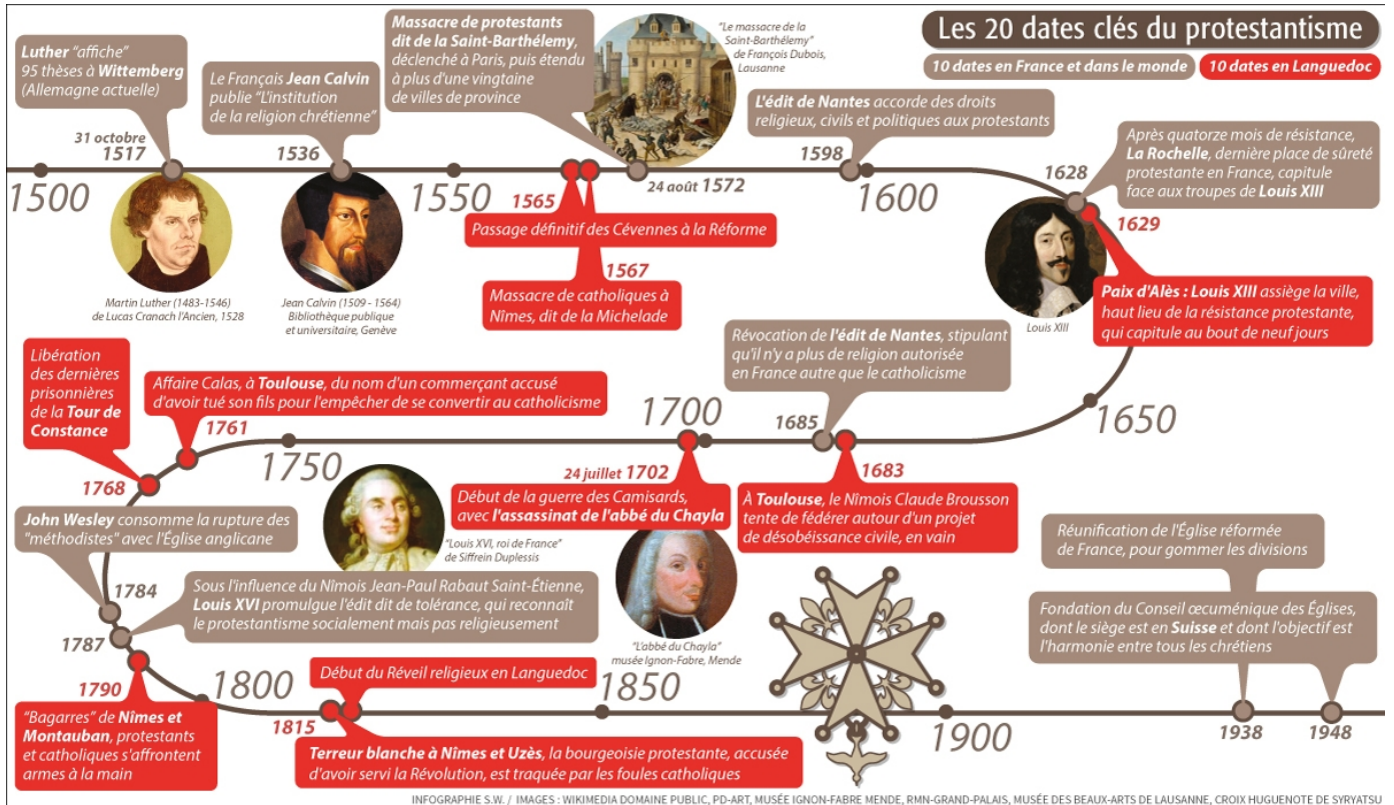 Les 20 dates clés du protestantisme
10 dates en France et dans le monde
10 dates en Languedoc
Luther "affiche"
95 thèses à Wittemberg
(Allemagne actuelle)
31 octobre
1517
Martin Luther (1483-1546)
de Lucas Cranach l'Ancien, 1528
Le Français Jean Calvin
publie "L'institution
de la religion chrétienne"
1536
Jean Calvin (1509 - 1564)
Bibliothèque publique
et universitaire, Genève
Massacre de protestants
dit de la Saint-Barthélemy,
déclenché à Paris, puis étendu
à plus d'une vingtaine
de villes de province
"Le massacre de la
Saint-Barthélemy"
de François Dubois,
Lausanne
24 août 1572
L'édit de Nantes accorde des droits
religieux, civils et politiques aux protestants
1598
1500
1550
1600
1565
Passage définitif des Cévennes à la Réforme
1567
Massacre de catholiques à
Nîmes, dit de la Michelade
Après quatorze mois de résistance,
La Rochelle, dernière place de sûreté
protestante en France, capitule
face aux troupes de Louis XIII
1628
1629
Louis XIII
Paix d'Alès : Louis XIII assiège la ville,
haut lieu de la résistance protestante,
qui capitule au bout de neuf jours
1650
Révocation de l'édit de Nantes, stipulant
qu'il n'y a plus de religion autorisée
en France autre que le catholicisme
1685
1683
À Toulouse, le Nîmois Claude Brousson
tente de fédérer autour d'un projet
de désobéissance civile, en vain
1700
24 juillet 1702
Début de la guerre des Camisards,
avec l'assassinat de l'abbé du Chayla
"L'abbé du Chayla"
musée Ignon-Fabre, Mende
1750
Affaire Calas, à Toulouse, du nom d'un commerçant accusé
d'avoir tué son fils pour l'empêcher de se convertir au catholicisme
1761
Libération
des dernières
prisonnières
de la Tour de
Constance
1768
"Louis XVI, roi de France"
de Siffrein Duplessis
John Wesley consomme la rupture des
"méthodistes" avec l'Église anglicane
1784
Sous l'influence du Nîmois Jean-Paul Rabaut Saint-Étienne,
Louis XVI promulgue l'édit dit de tolérance, qui reconnaît
le protestantisme socialement mais pas religieusement
1787
1790
"Bagarres" de Nîmes et
Montauban, protestants
et catholiques s'affrontent
armes à la main
1800
Début du Réveil religieux en Languedoc
1815
Terreur blanche à Nîmes et Uzès, la bourgeoisie protestante, accusée
d'avoir servi la Révolution, est traquée par les foules catholiques
1850
1900
Réunification de l'Église réformée
de France, pour gommer les divisions
1938
Fondation du Conseil œcuménique des Églises,
dont le siège est en Suisse et dont l'objectif est
l'harmonie entre tous les chrétiens
1948
INFOGRAPHIE S.W. / IMAGES : WIKIMEDIA DOMAINE PUBLIC, PD-ART, MUSÉE IGNON-FABRE MENDE, RMN-GRAND-PALAIS, MUSÉE DES BEAUX-ARTS DE LAUSANNE, CROIX HUGUENOTE DE SYRYATSU